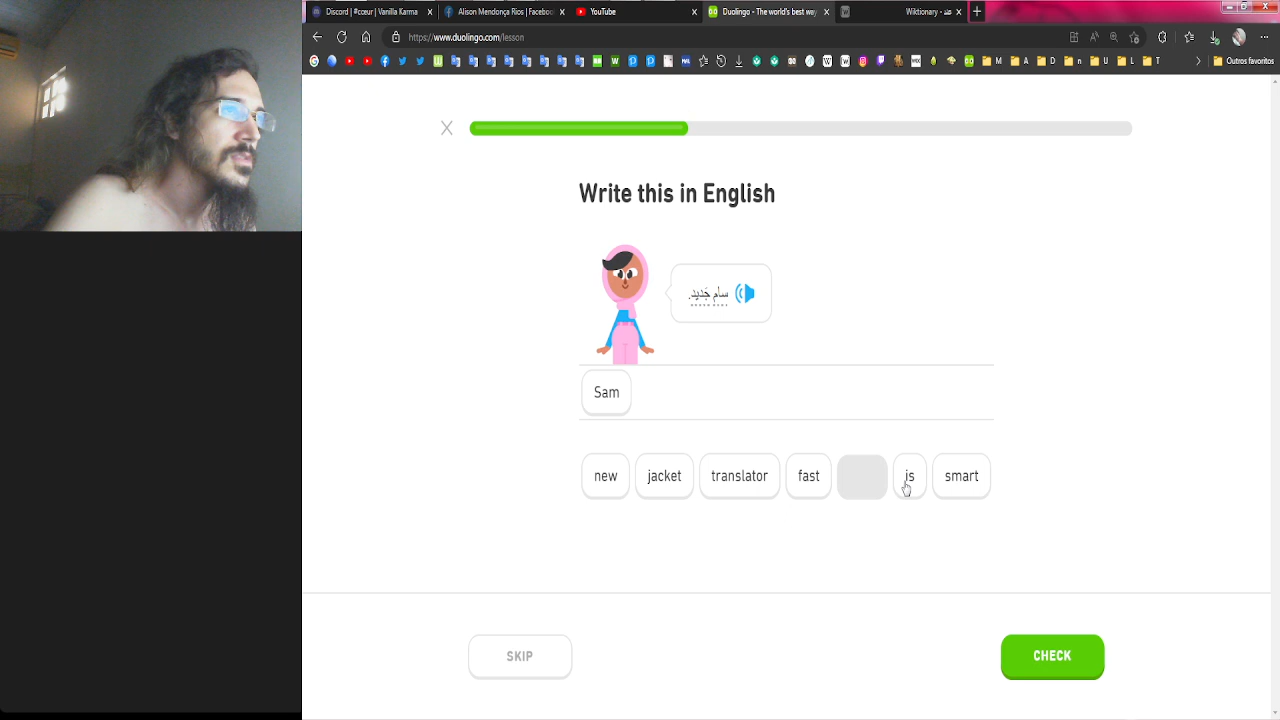 Discord | #cœur | Vanilla Karma
Alison Mendonça Rios | Facebook
YouTube
Duolingo - The world's best way
Wiktionary
https://www.duolingo.com/lesson
M
A
D
n
U
L
T
Outros favoritos
X
Write this in English
سام جَديد.
Sam
new
jacket
translator
fast
is
smart
SKIP
CHECK